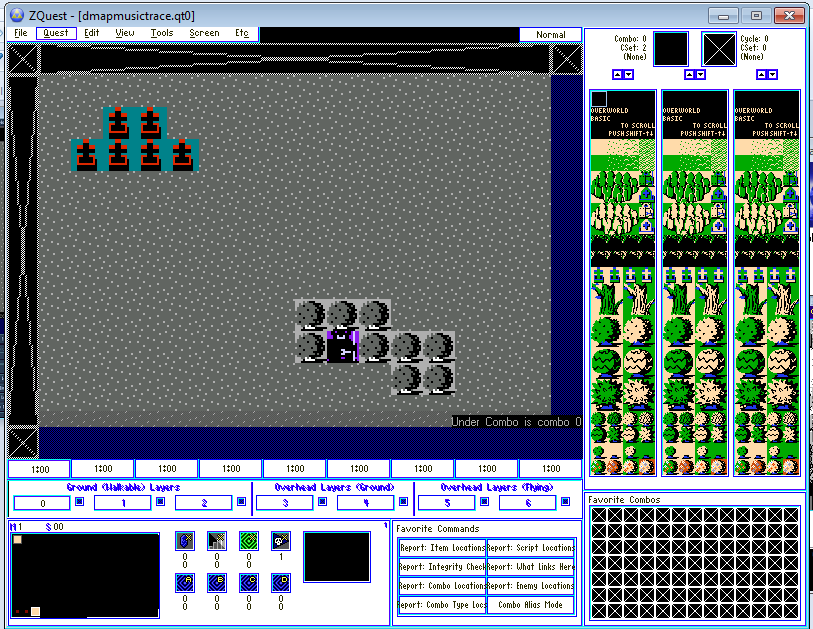 ZQuest - [dmapmusictrace.qt0]
File Quest Edit View Tools Screen Etc Normal
Combo: 0
CSet: 2
(None)
Cycle: 0
CSet: 0
(None)
OVERWORLD
BASIC
TO SCROLL
PUSH SHIFT-↑↓
OVERWORLD
BASIC
TO SCROLL
PUSH SHIFT-↑↓
OVERWORLD
BASIC
TO SCROLL
PUSH SHIFT-↑↓
Under Combo is combo 0
1:00 1:00 1:00 1:00 1:00 1:00 1:00 1:00 1:00
Ground (Walkable) Layers Overhead Layers (Ground) Overhead Layers (Flying)
0 1 2 3 4 5 6
M1 $00 1
0 0 0 1
0 0 0
A B C D
0 0 0 0
0 0 0 0
Favorite Commands
Report: Item Locations Report: Script Locations
Report: Integrity Check Report: What Links Here
Report: Combo Locations Report: Enemy Locations
Report: Combo Type Locs Combo Alias Mode
Favorite Combos